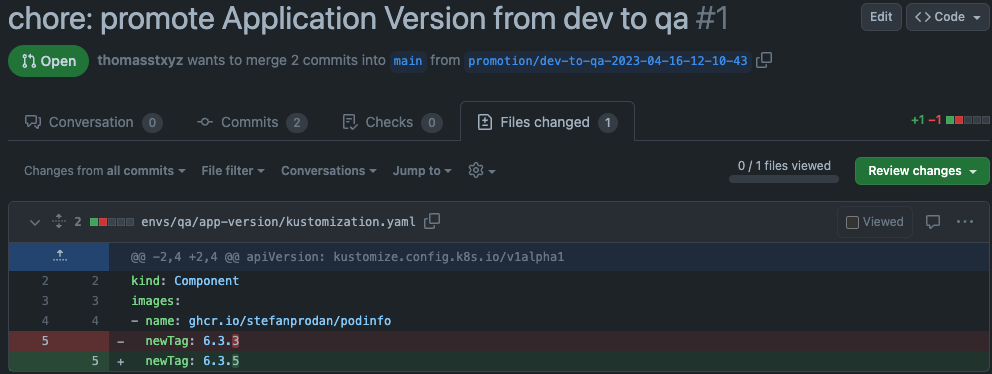 chore: promote Application Version from dev to qa #1
Edit
<> Code
Open thomasstxyz wants to merge 2 commits into main from promotion/dev-to-qa-2023-04-16-12-10-43
Conversation 0 Commits 2 Checks 0 Files changed 1 +1 −1
Changes from all commits File filter Conversations Jump to 0 / 1 files viewed Review changes
2 envs/qa/app-version/kustomization.yaml Viewed ...
@@ -2,4 +2,4 @@ apiVersion: kustomize.config.k8s.io/v1alpha1
2 2 kind: Component
3 3 images:
4 4 - name: ghcr.io/stefanprodan/podinfo
5 - newTag: 6.3.3
5 + newTag: 6.3.5